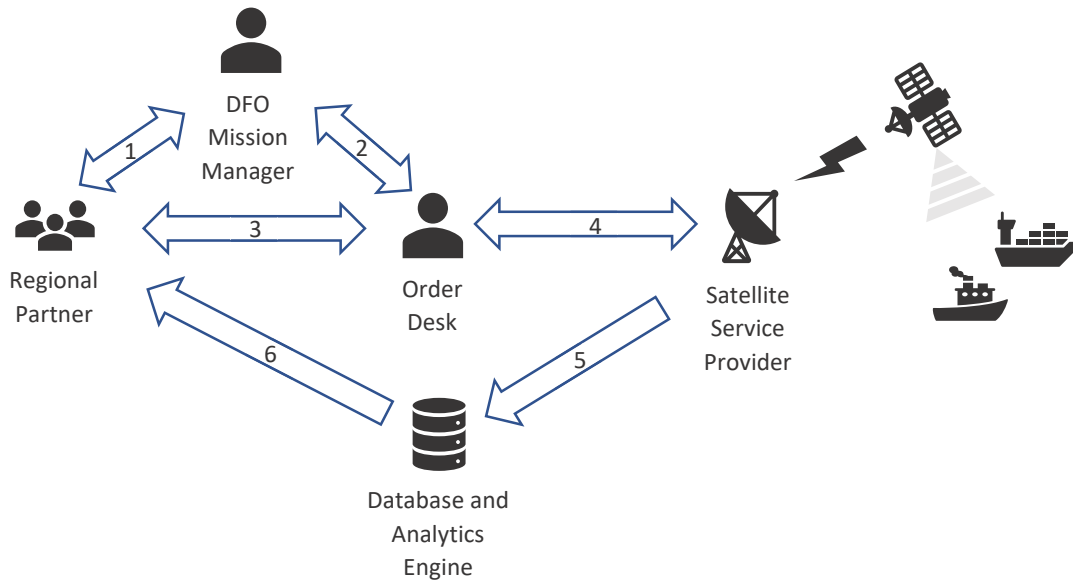 DFO
Mission
Manager
1
2
3
4
Regional
Partner
Order
Desk
Satellite
Service
Provider
6
5
Database and
Analytics
Engine